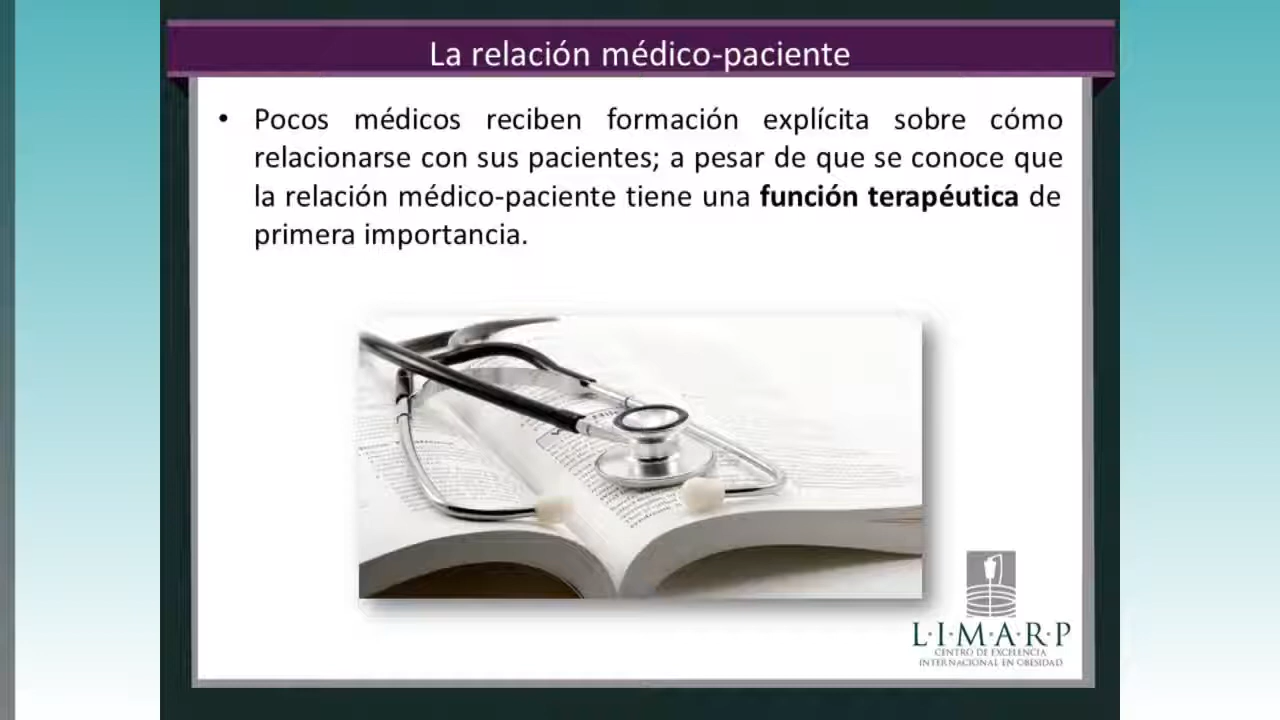 La relación médico-paciente
• Pocos médicos reciben formación explícita sobre cómo
relacionarse con sus pacientes; a pesar de que se conoce que
la relación médico-paciente tiene una función terapéutica de
primera importancia.
L·I·M·A·R·P
CENTRO DE EXCELENCIA
INTERNACIONAL EN OBESIDAD